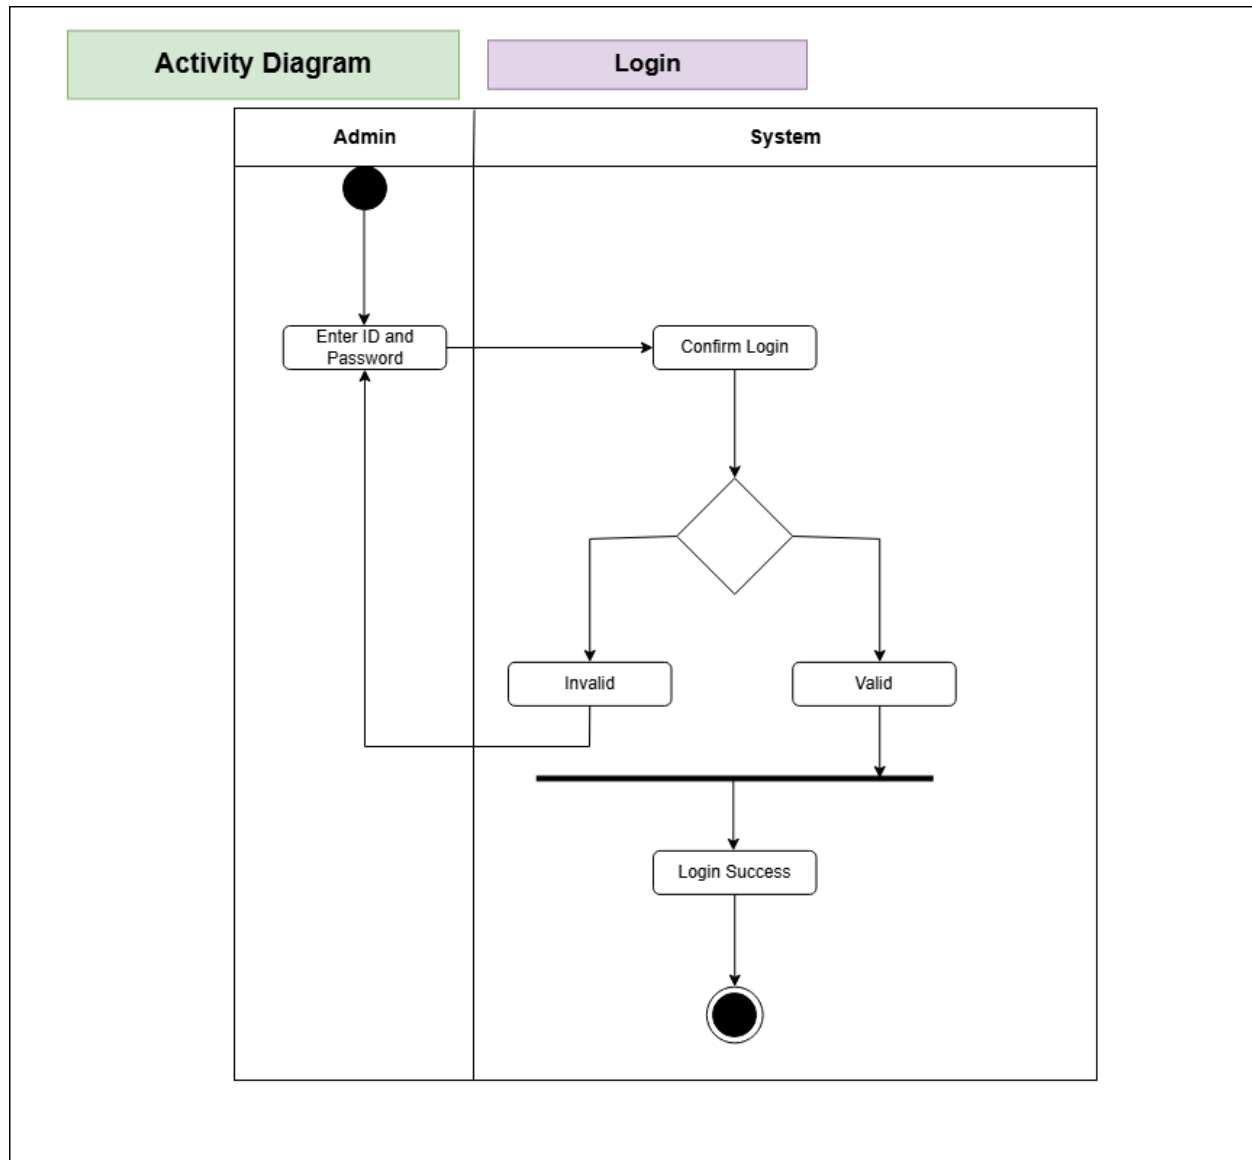 Activity Diagram
Login
Admin
System
Enter ID and
Password
Confirm Login
Invalid
Valid
Login Success